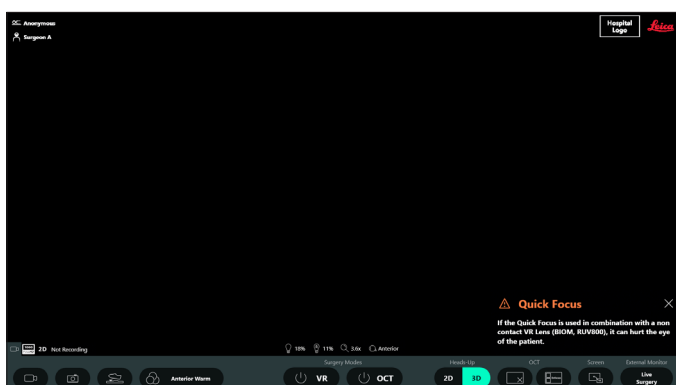 Anonymous
Surgeon A
Hospital
Logo
Leica
Quick Focus
If the Quick Focus is used in combination with a non
contact VR Lens (BIOM, RUV800), it can hurt the eye
of the patient.
2D Not Recording
18% 11% 3.6x Anterior
Surgery Modes Heads-Up OCT Screen External Monitor
Anterior Warm VR OCT 2D 3D Live
Surgery